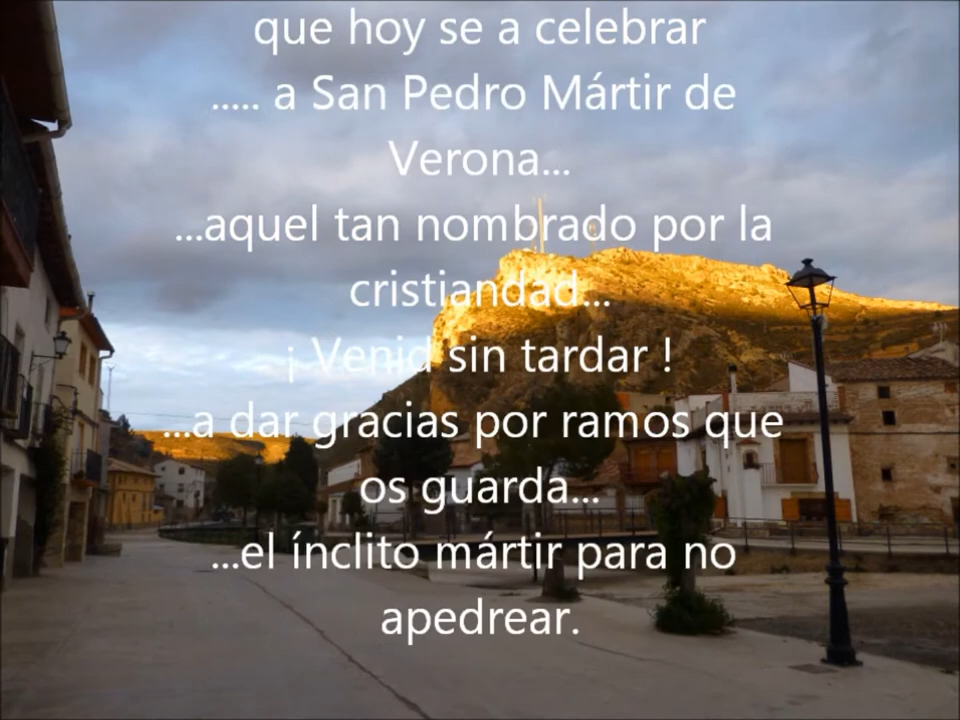 que hoy se a celebrar
..... a San Pedro Mártir de
Verona...
...aquel tan nombrado por la
cristiandad...
¡ Venid sin tardar !
...a dar gracias por ramos que
os guarda...
...el ínclito mártir para no
apedrear.